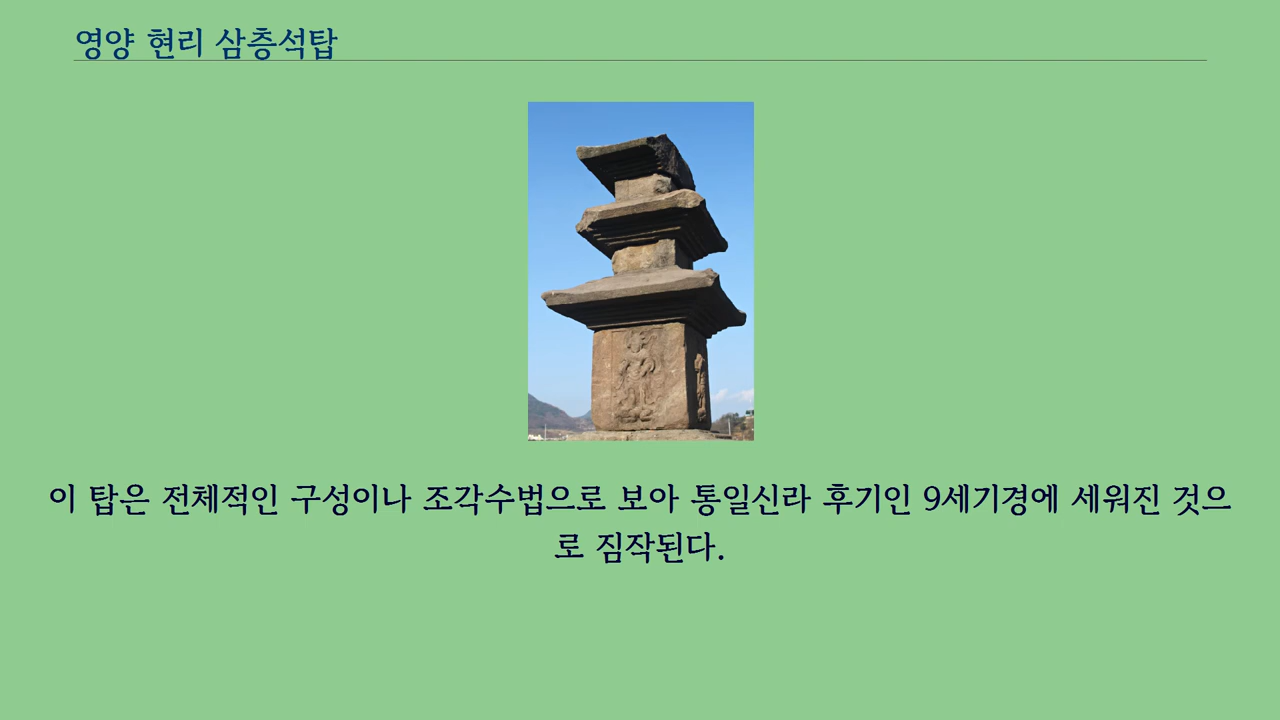 영양 현리 삼층석탑
이 탑은 전체적인 구성이나 조각수법으로 보아 통일신라 후기인 9세기경에 세워진 것으
로 짐작된다.